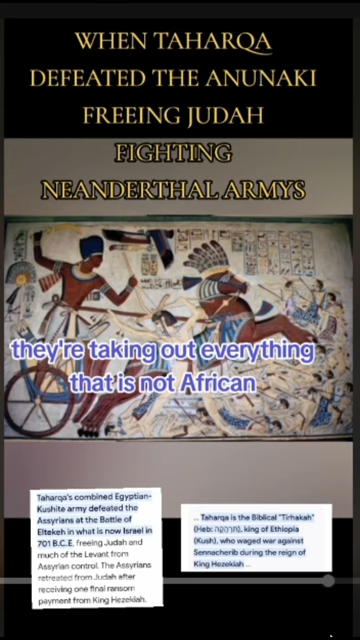 WHEN TAHARQA
DEFEATED THE ANUNAKI
FREEING JUDAH
FIGHTING
NEANDERTHAL ARMYS
they're taking out everything
that is not African
Taharqa's combined Egyptian-
Kushite army defeated the
Assyrians at the Battle of
Eltekeh in what is now Israel in
701 B.C.E, freeing Judah and
much of the Levant from
Assyrian control. The Assyrians
retreated from Judah after
receiving one final ransom
payment from King Hezekiah.
... Taharqa is the Biblical "Tirhakah"
(Heb: תרהקה), king of Ethiopia
(Kush), who waged war against
Sennacherib during the reign of
King Hezekiah ...